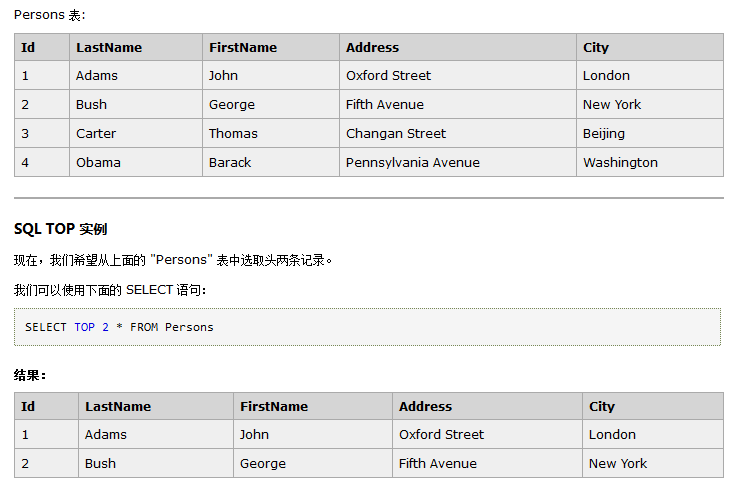 Persons 表:
Id LastName FirstName Address City
1 Adams John Oxford Street London
2 Bush George Fifth Avenue New York
3 Carter Thomas Changan Street Beijing
4 Obama Barack Pennsylvania Avenue Washington
SQL TOP 实例
现在，我们希望从上面的 "Persons" 表中选取头两条记录。
我们可以使用下面的 SELECT 语句：
SELECT TOP 2 * FROM Persons
结果：
Id LastName FirstName Address City
1 Adams John Oxford Street London
2 Bush George Fifth Avenue New York